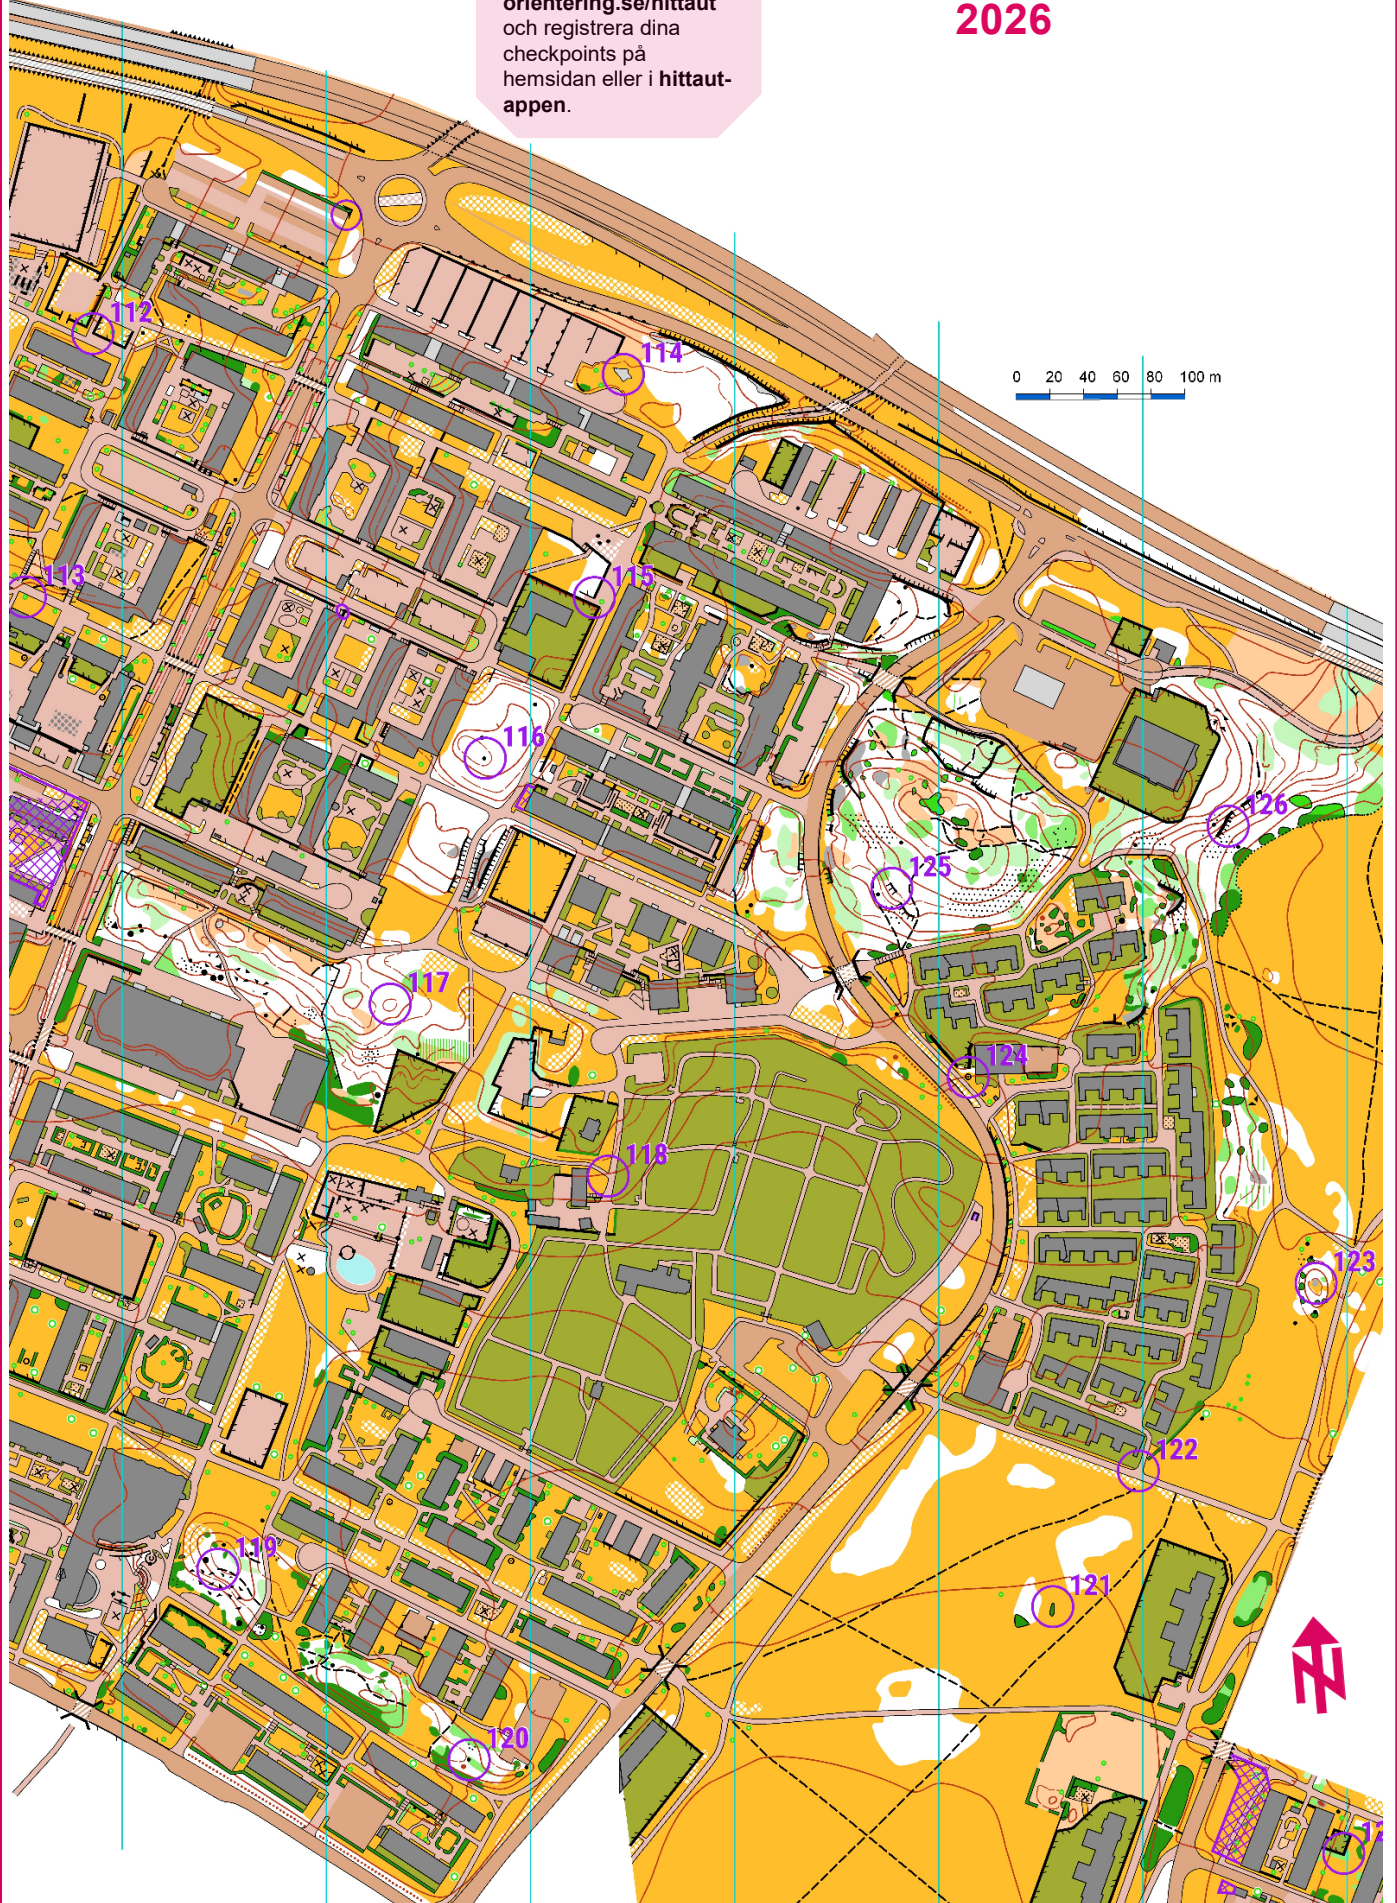 orientering.se/hittaut
och registrera dina
checkpoints på
hemsidan eller i hittaut-
appen.
2026
112
114
0 20 40 60 80 100 m
113
115
116
126
125
117
124
118
123
122
119
121
120
N